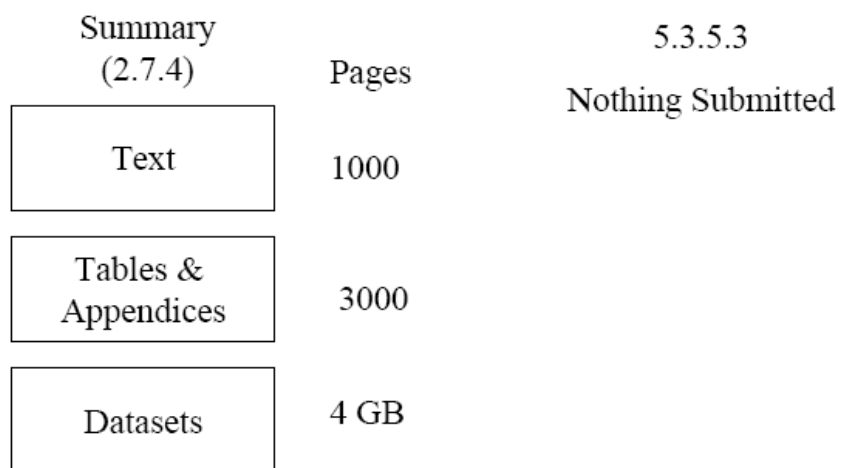 Summary
(2.7.4)
Pages
5.3.5.3
Nothing Submitted
Text
1000
Tables &
Appendices
3000
Datasets
4 GB